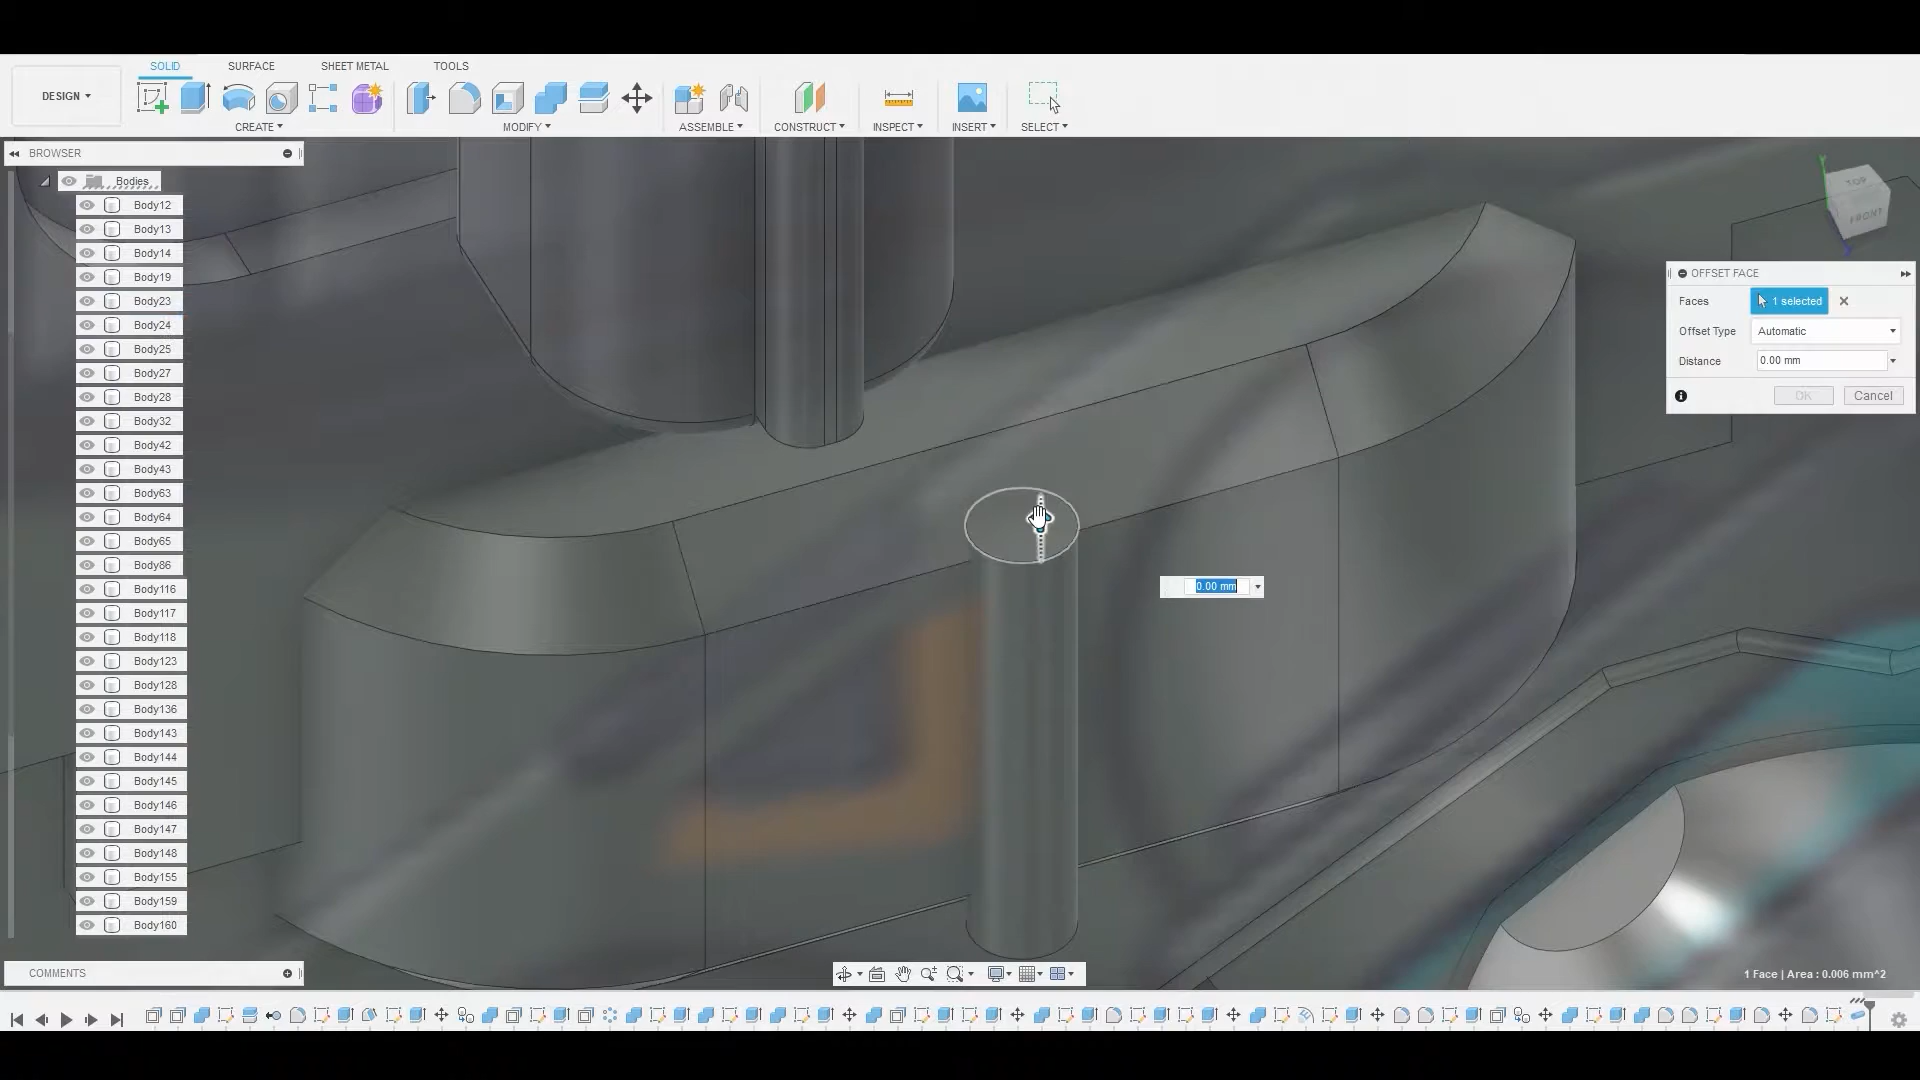 SOLID SURFACE SHEET METAL TOOLS
DESIGN
CREATE MODIFY ASSEMBLE CONSTRUCT INSPECT INSERT SELECT
BROWSER
Bodies
Body12
Body13
Body14
Body19
Body23
Body24
Body25
Body27
Body28
Body32
Body42
Body43
Body63
Body64
Body65
Body86
Body116
Body117
Body118
Body123
Body128
Body136
Body143
Body144
Body145
Body146
Body147
Body148
Body155
Body159
Body160
COMMENTS
0.00 mm
TOP
FRONT
OFFSET FACE
Faces 1 selected
Offset Type Automatic
Distance 0.00 mm
OK Cancel
1 Face | Area : 0.006 mm^2